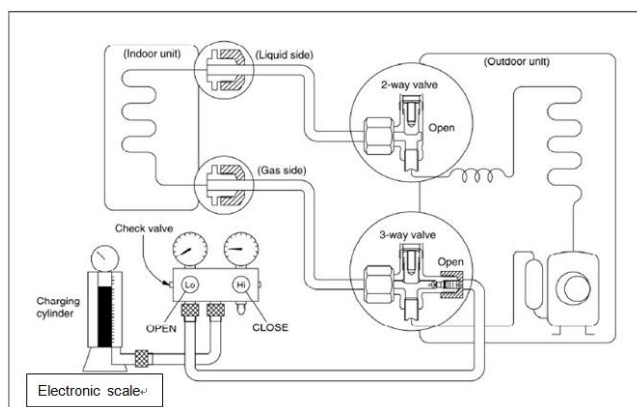 (Indoor unit)
(Liquid side)
2-way valve
Open
(Outdoor unit)
(Gas side)
3-way valve
Open
Check valve
Lo
Hi
OPEN
CLOSE
Charging
cylinder
Electronic scale↵